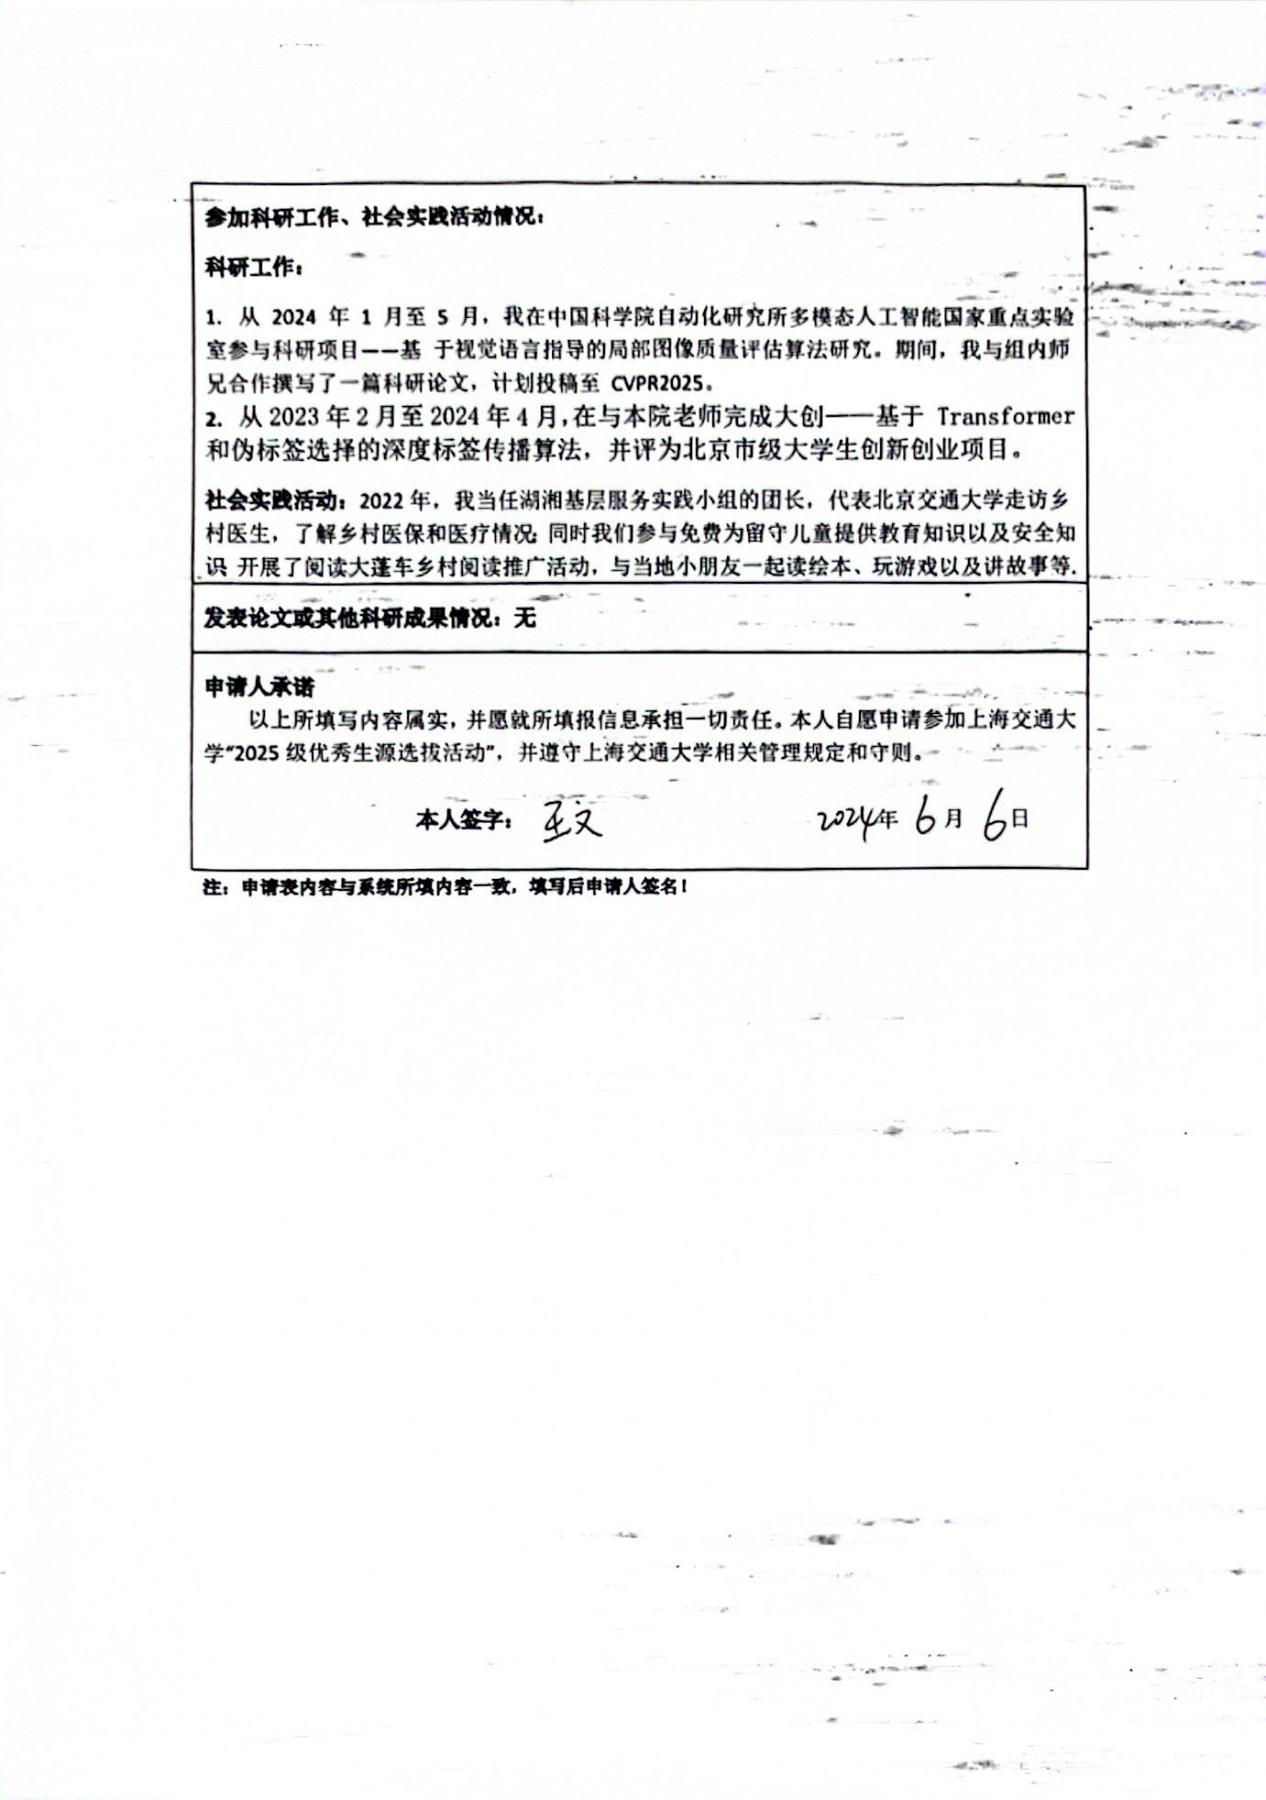 参加科研工作、社会实践活动情况：
科研工作：
1. 从 2024 年 1 月至 5 月，我在中国科学院自动化研究所多模态人工智能国家重点实验
室参与科研项目——基 于视觉语言指导的局部图像质量评估算法研究。期间，我与组内师
兄合作撰写了一篇科研论文，计划投稿至 CVPR2025。
2. 从 2023 年 2 月至 2024 年 4 月,在与本院老师完成大创——基于 Transformer
和伪标签选择的深度标签传播算法，并评为北京市级大学生创新创业项目。
社会实践活动：2022 年，我当任湖湘基层服务实践小组的团长，代表北京交通大学走访乡
村医生，了解乡村医保和医疗情况; 同时我们参与免费为留守儿童提供教育知识以及安全知
识 开展了阅读大蓬车乡村阅读推广活动，与当地小朋友一起读绘本、玩游戏以及讲故事等.
发表论文或其他科研成果情况：无
申请人承诺
以上所填写内容属实，并愿就所填报信息承担一切责任。本人自愿申请参加上海交通大
学“2025 级优秀生源选拔活动”，并遵守上海交通大学相关管理规定和守则。
本人签字： 2024年 6 月 6 日
注：申请表内容与系统所填内容一致，填写后申请人签名！